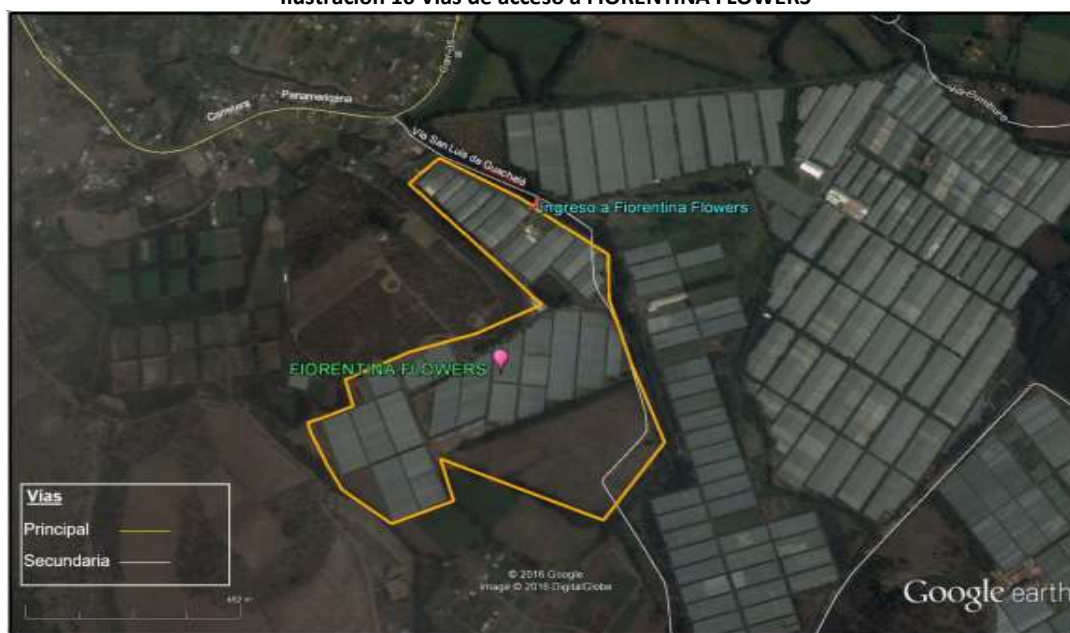 Ilustración 10 Vías de acceso a FIORENTINA FLOWERS
Carretera Panamericana
Vía San Luis de Guachalá
Ingreso a Fiorentina Flowers
FIORENTINA FLOWERS
Vías
Principal
Secundaria
© 2016 Google
Image © 2016 DigitalGlobe
Google earth